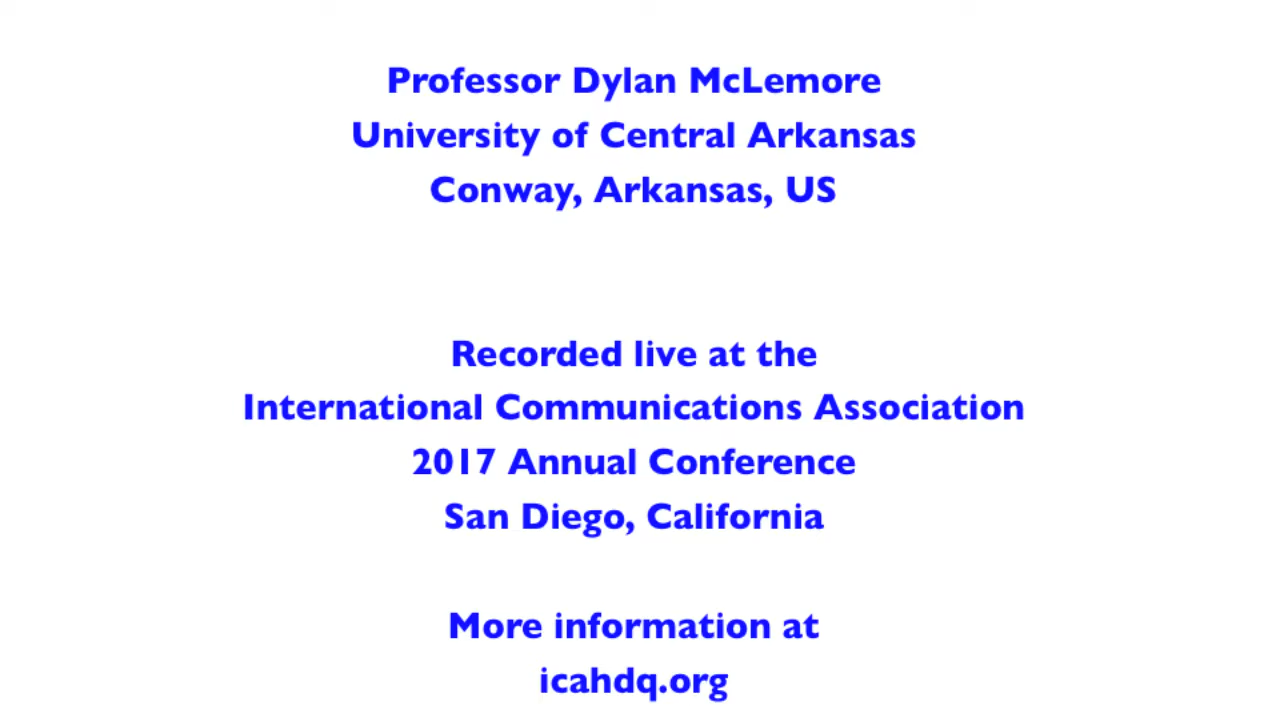 Professor Dylan McLemore
University of Central Arkansas
Conway, Arkansas, US
Recorded live at the
International Communications Association
2017 Annual Conference
San Diego, California
More information at
icahdq.org